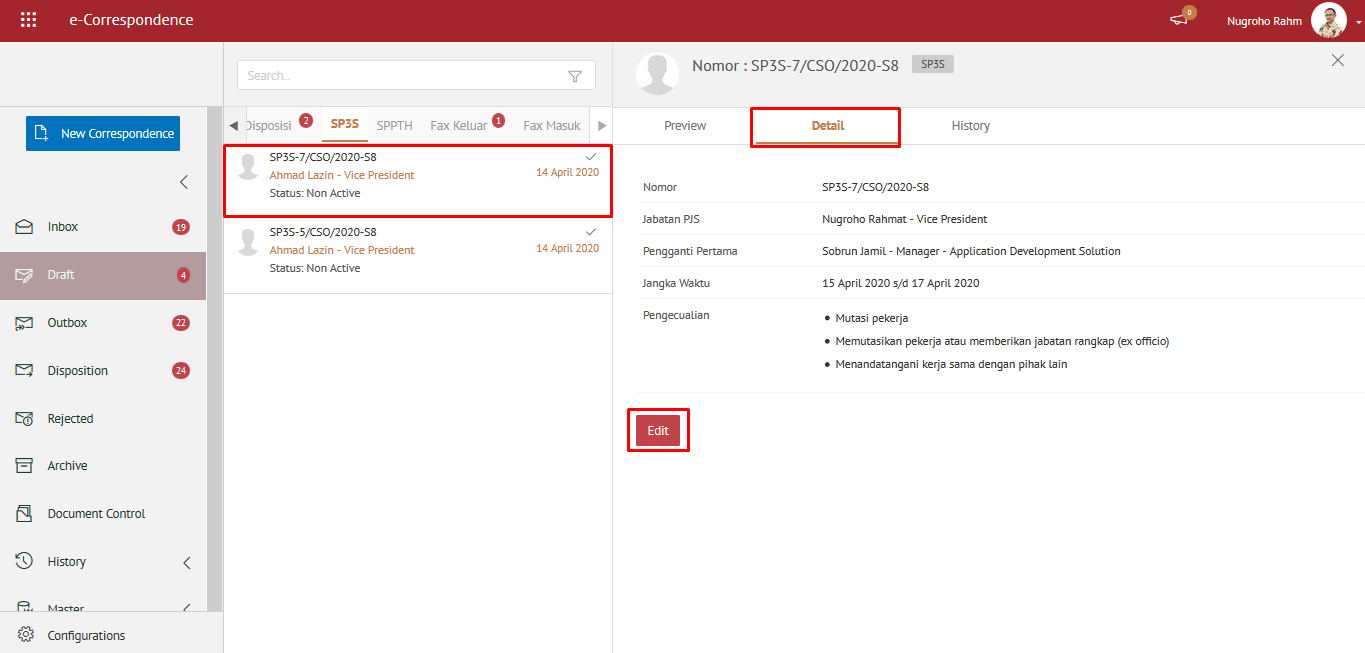 e-Correspondence
0
Nugroho Rahm
New Correspondence
Inbox 19
Draft 4
Outbox 22
Disposition 24
Rejected
Archive
Document Control
History
Master
Configurations
Search..
Disposisi 2 SP3S SPPTH Fax Keluar 1 Fax Masuk
SP3S-7/CSO/2020-S8
Ahmad Lazin - Vice President 14 April 2020
Status: Non Active
SP3S-5/CSO/2020-S8
Ahmad Lazin - Vice President 14 April 2020
Status: Non Active
Nomor : SP3S-7/CSO/2020-S8 SP3S
Preview Detail History
Nomor SP3S-7/CSO/2020-S8
Jabatan PJS Nugroho Rahmat - Vice President
Pengganti Pertama Sobrun Jamil - Manager - Application Development Solution
Jangka Waktu 15 April 2020 s/d 17 April 2020
Pengecualian
• Mutasi pekerja
• Memutasikan pekerja atau memberikan jabatan rangkap (ex officio)
• Menandatangani kerja sama dengan pihak lain
Edit